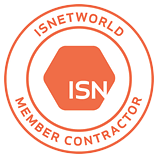 ISNETWORLD
ISN
MEMBER CONTRACTOR